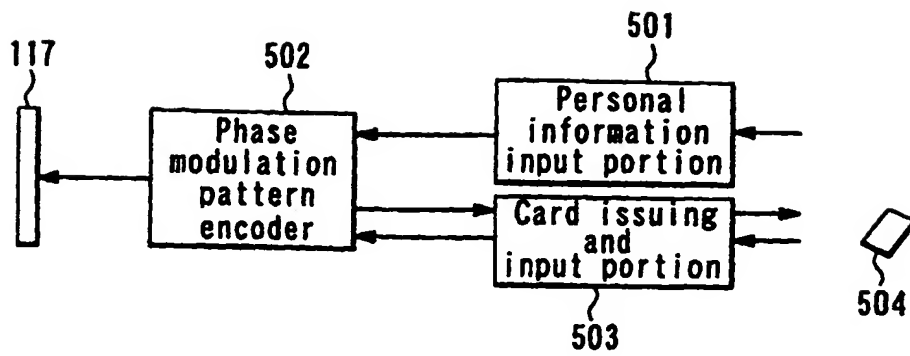 117
502
501
Phase
modulation
pattern
encoder
Personal
information
input portion
Card issuing
and
input portion
503
504